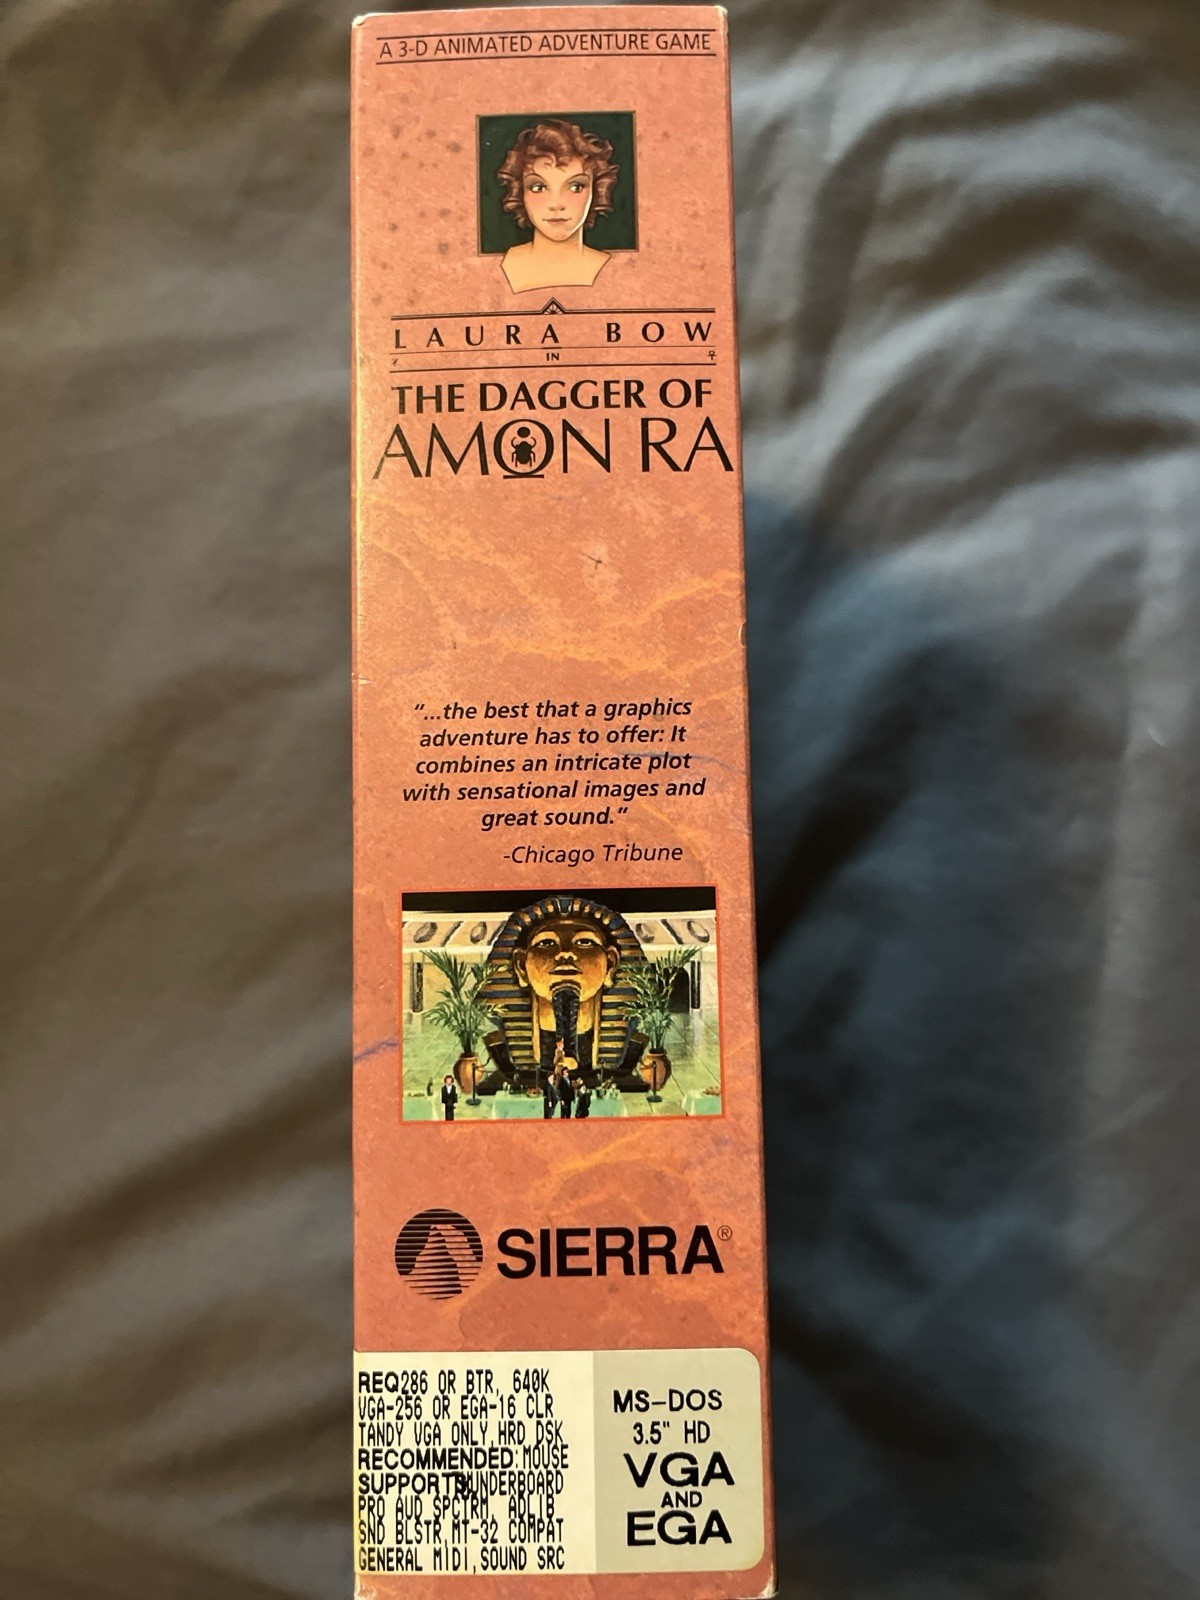 A 3-D ANIMATED ADVENTURE GAME
LAURA BOW
IN
THE DAGGER OF
AMON RA
“...the best that a graphics
adventure has to offer: It
combines an intricate plot
with sensational images and
great sound.”
-Chicago Tribune
SIERRA®
REQ286 OR BTR, 640K
VGA-256 OR EGA-16 CLR
TANDY VGA ONLY,HRD DSK
RECOMMENDED:MOUSE
PRO AUD SPCTRM, ADLIB
SND BLSTR,MT-32 COMPAT
GENERAL MIDI,SOUND SRC
MS-DOS
3.5" HD
VGA
AND
EGA